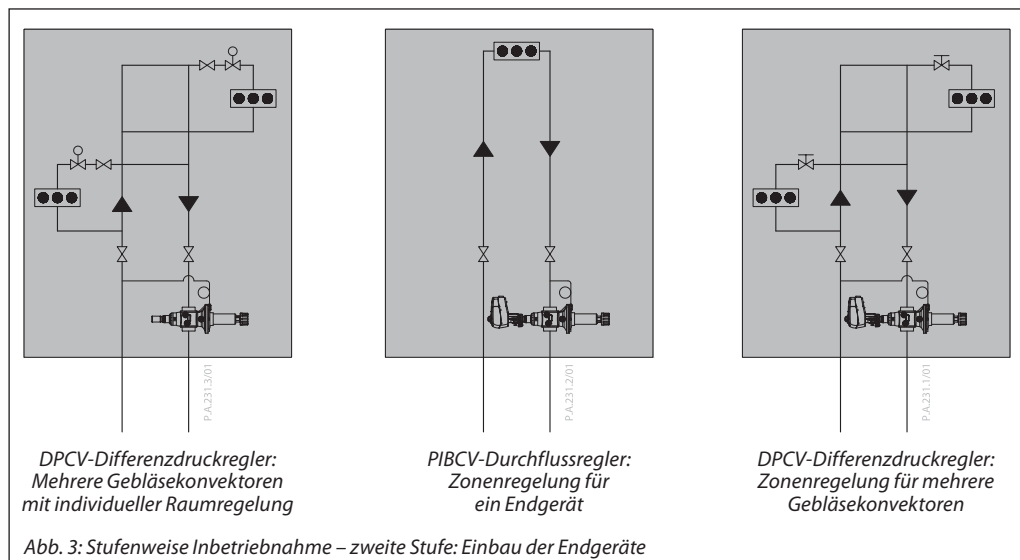 P.A.231.3/01
P.A.231.2/01
P.A.231.1/01
DPCV-Differenzdruckregler:
Mehrere Gebläsekonvektoren
mit individueller Raumregelung
PIBCV-Durchflussregler:
Zonenregelung für
ein Endgerät
DPCV-Differenzdruckregler:
Zonenregelung für mehrere
Gebläsekonvektoren
Abb. 3: Stufenweise Inbetriebnahme – zweite Stufe: Einbau der Endgeräte